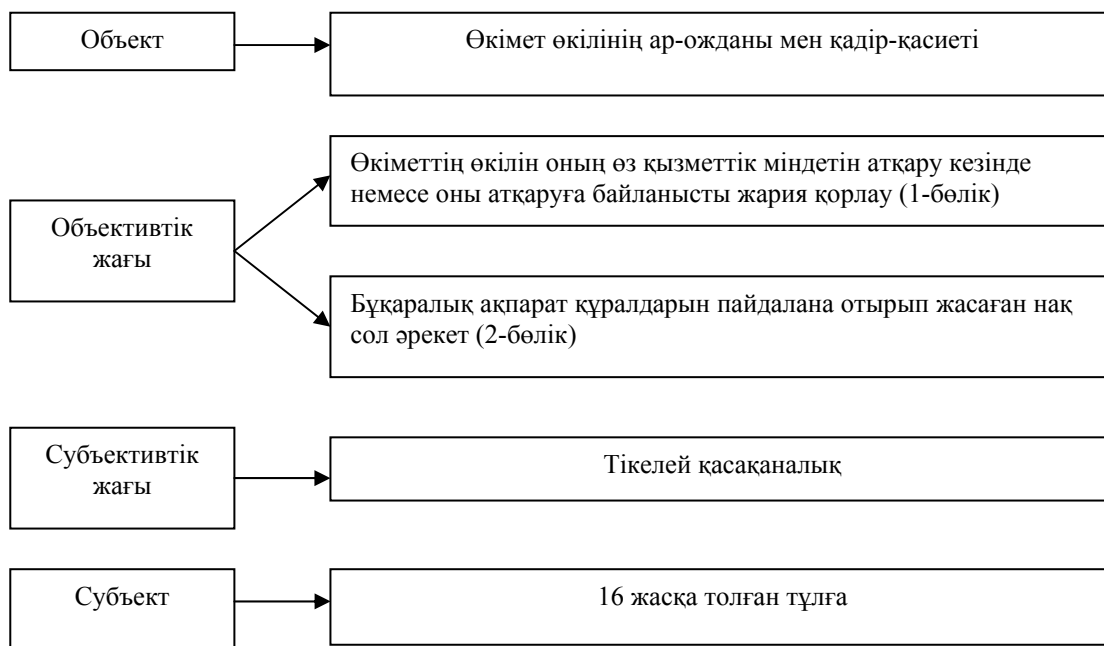 Объект
Өкімет өкілінің ар-ожданы мен қадір-қасиеті
Объективтік
жағы
Өкіметтің өкілін оның өз қызметтік міндетін атқару кезінде
немесе оны атқаруға байланысты жария қорлау (1-бөлік)
Бұқаралық ақпарат құралдарын пайдалана отырып жасаған нақ
сол әрекет (2-бөлік)
Субъективтік
жағы
Тікелей қасақаналық
Субъект
16 жасқа толған тұлға